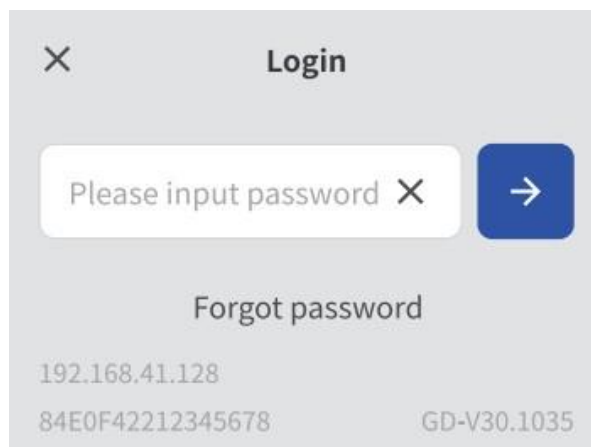 Login
Please input password
Forgot password
192.168.41.128
84E0F42212345678 GD-V30.1035